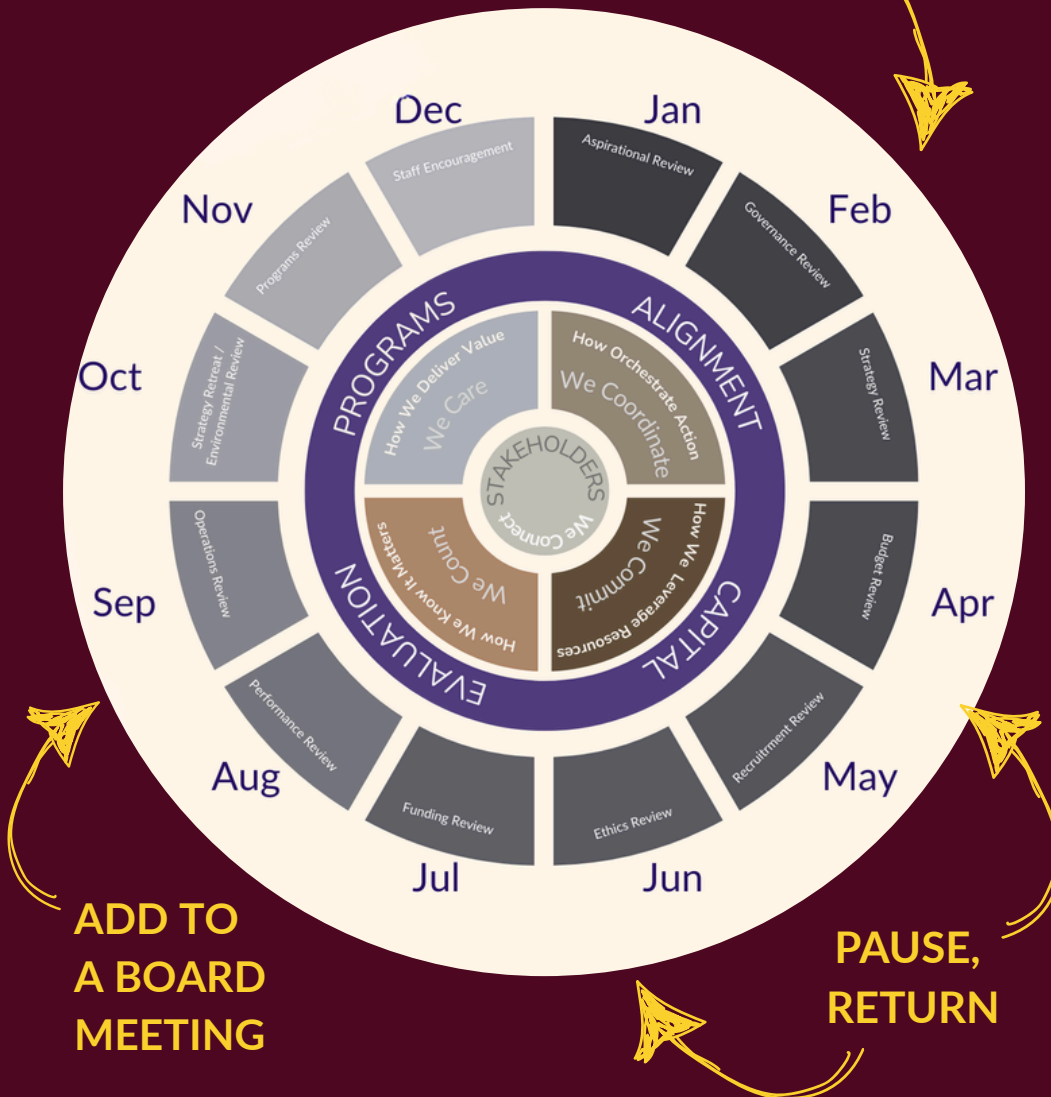 Jan
Aspirational Review
Feb
Governance Review
Mar
Strategy Review
Apr
Budget Review
May
Recruitrment Review
Jun
Ethics Review
Jul
Funding Review
Aug
Performance Review
Sep
Operations Review
Oct
Strategy Retreat /
Environmental Review
Nov
Programs Review
Dec
Staff Encouragement
PROGRAMS
ALIGNMENT
CAPITAL
EVALUATION
How We Deliver Value
We Care
How Orchestrate Action
We Coordinate
How We Leverage Resources
We Commit
How We Know It Matters
We Count
STAKEHOLDERS
We Connect
ADD TO
A BOARD
MEETING
PAUSE,
RETURN